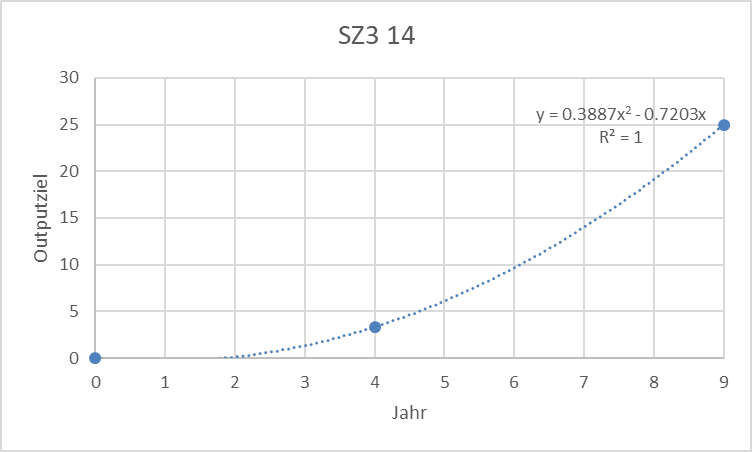 SZ3 14
30
25
20
15
10
5
0
Outputziel
y = 0.3887x² - 0.7203x
R² = 1
0 1 2 3 4 5 6 7 8 9
Jahr